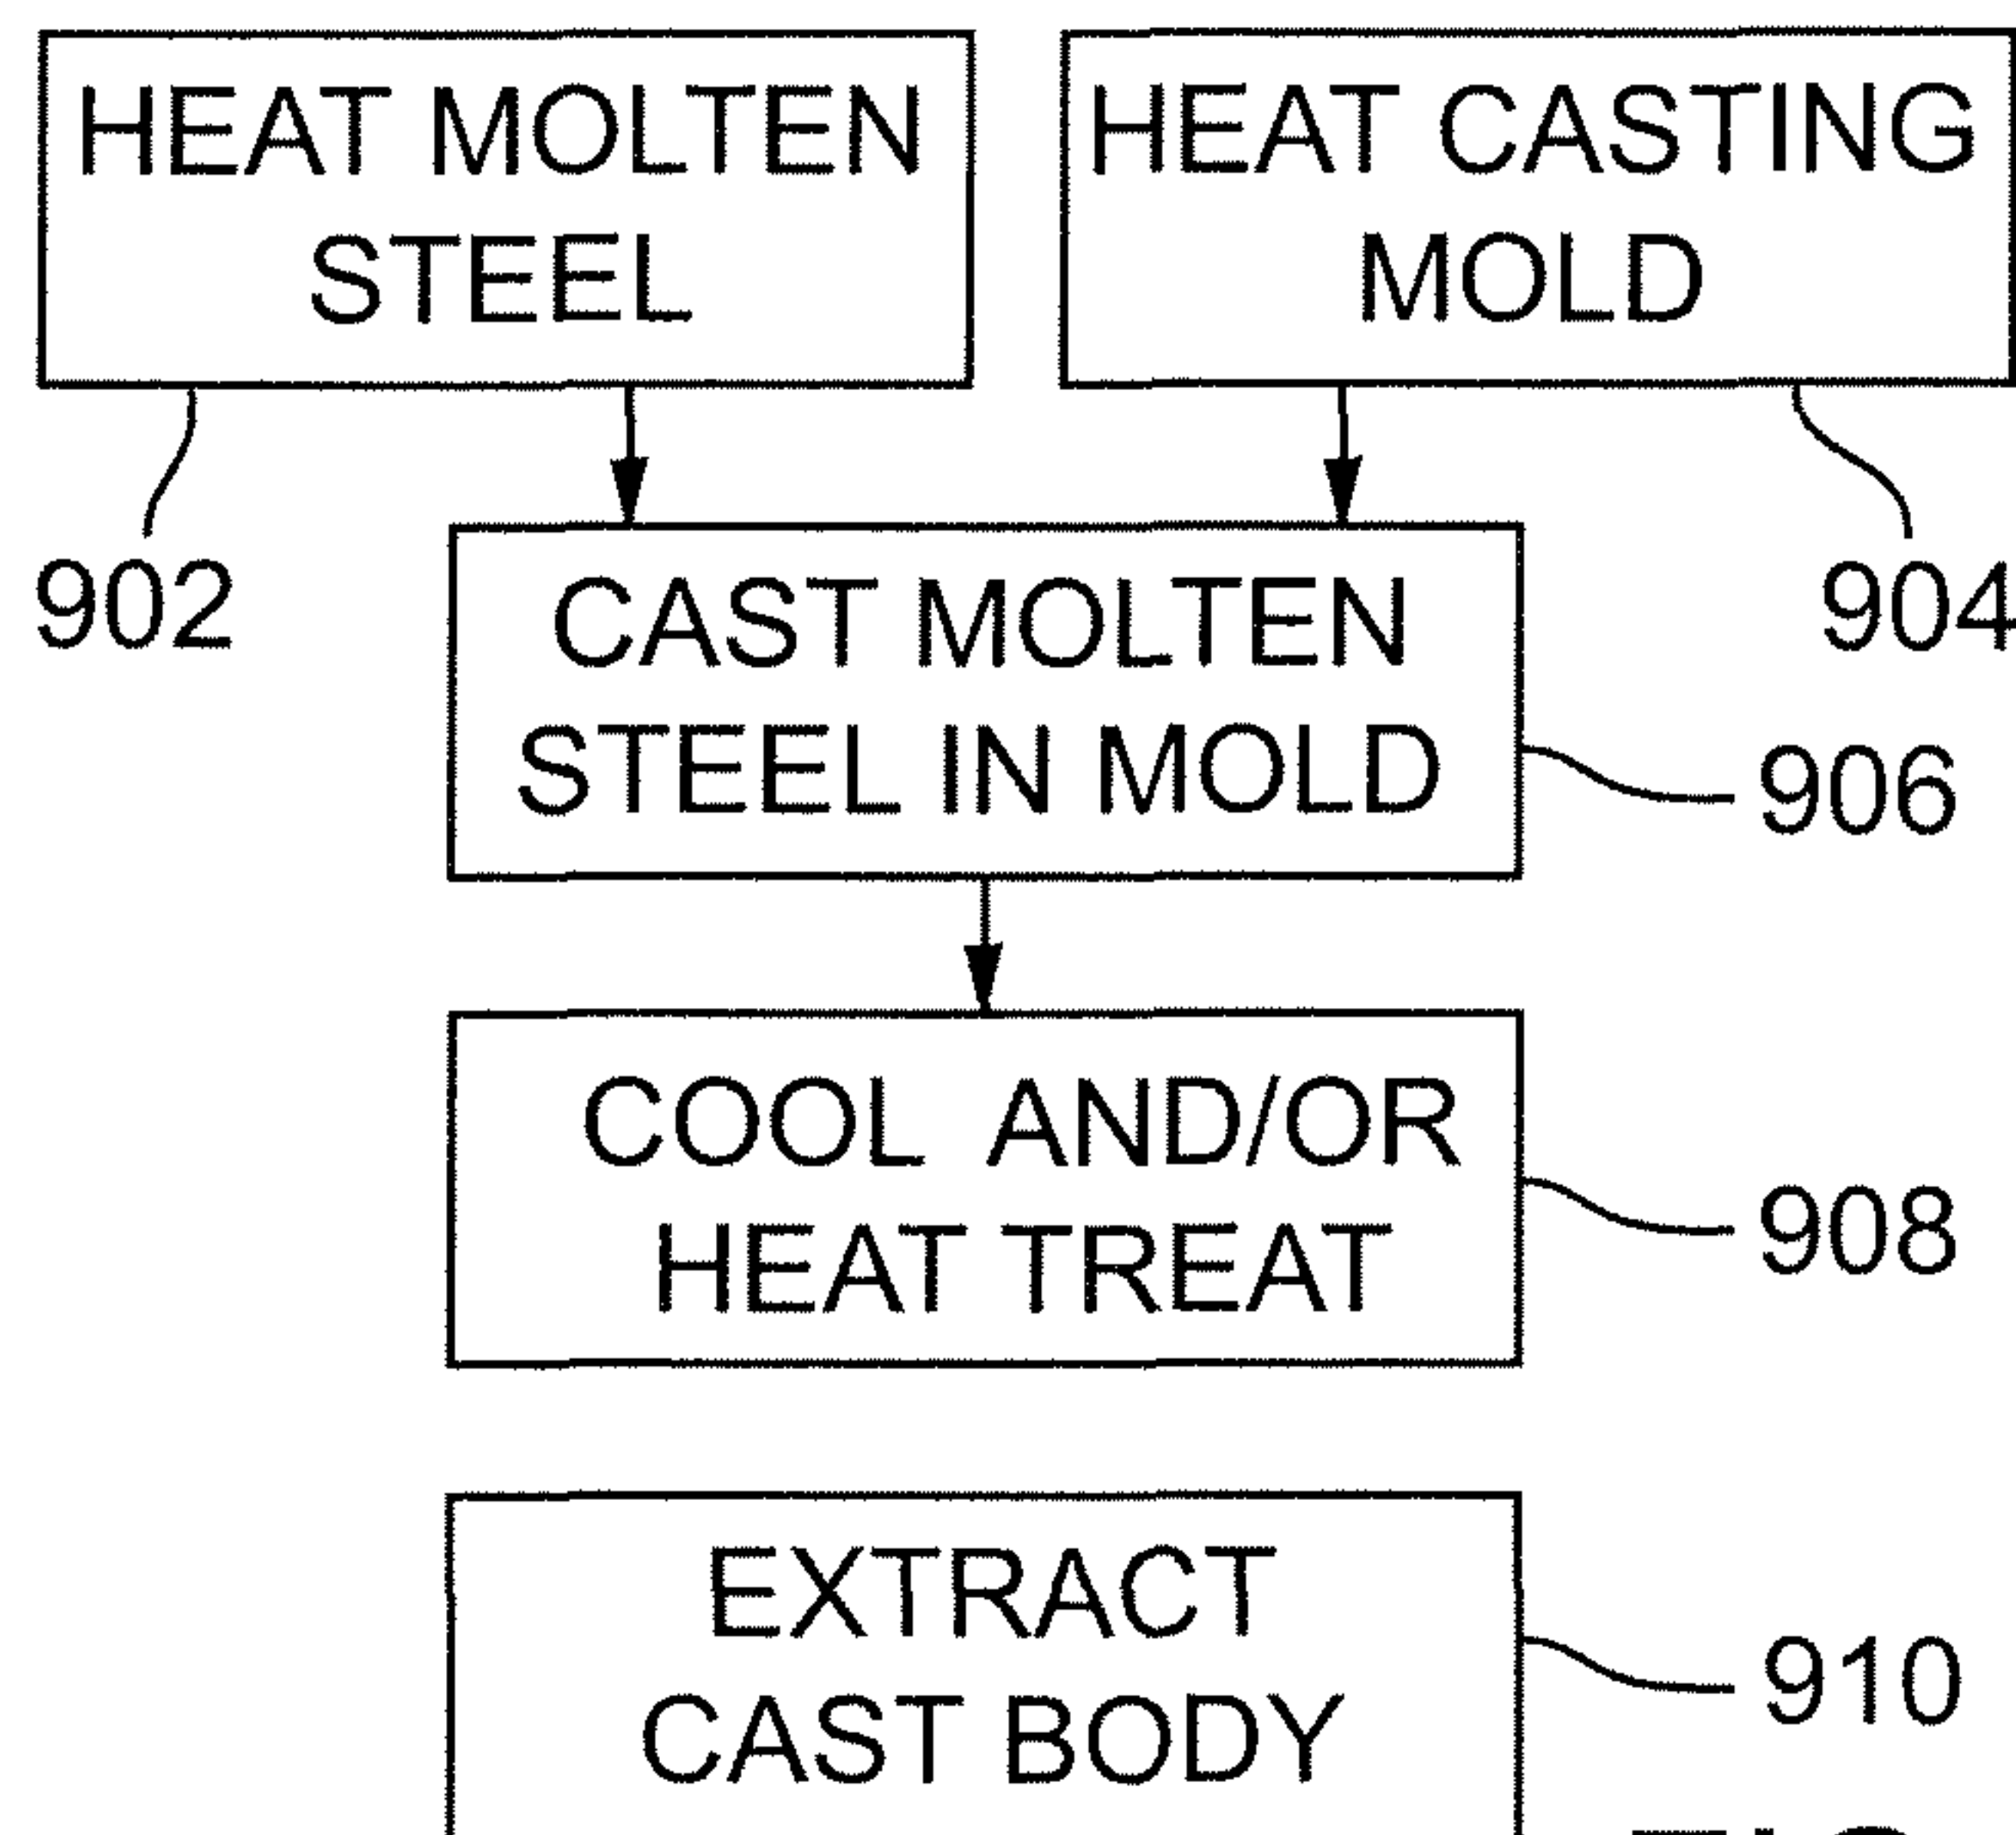 HEAT MOLTEN
STEEL
HEAT CASTING
MOLD
902
904
CAST MOLTEN
STEEL IN MOLD
906
COOL AND/OR
HEAT TREAT
908
EXTRACT
CAST BODY
910